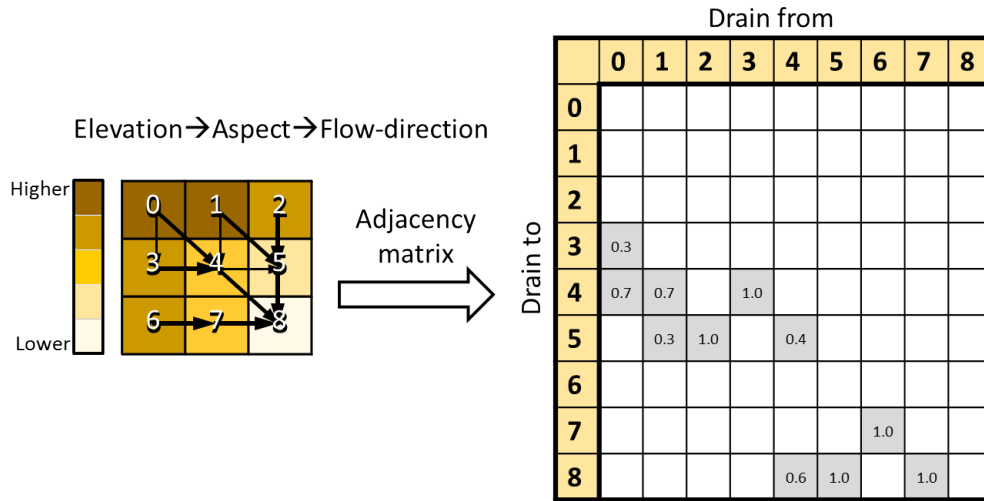 Drain from
0 1 2 3 4 5 6 7 8
Elevation→Aspect→Flow-direction
Higher
Lower
0 1 2
3 4 5
6 7 8
Adjacency
matrix
Drain to
0
1
2
3 0.3
4 0.7 0.7 1.0
5 0.3 1.0 0.4
6
7 1.0
8 0.6 1.0 1.0